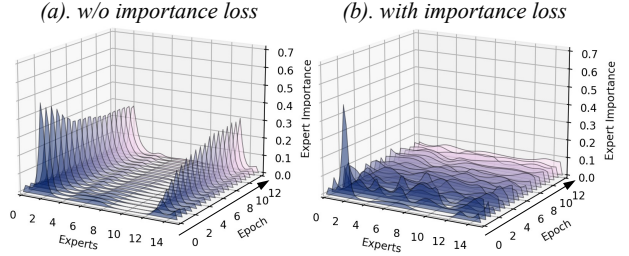 (a). w/o importance loss
(b). with importance loss
0.7
0.6
0.5
0.4
0.3
0.2
0.1
0.0
Expert Importance
0 2 4 6 8 10 12 14
Experts
0 2 4 6 8 10 12
Epoch
0.7
0.6
0.5
0.4
0.3
0.2
0.1
0.0
Expert Importance
0 2 4 6 8 10 12 14
Experts
0 2 4 6 8 10 12
Epoch